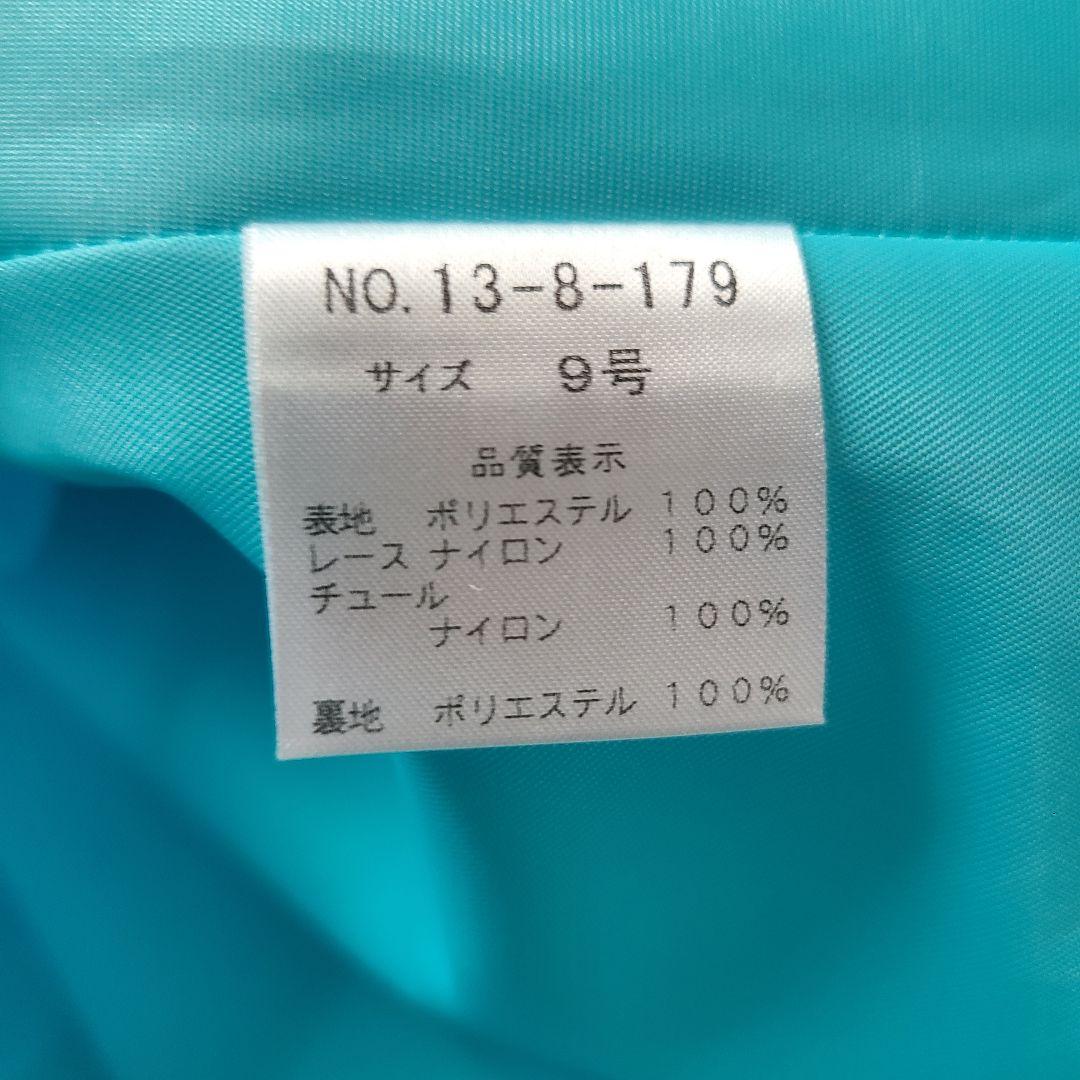 NO. 13-8-179
サイズ 9号
品質表示
表地 ポリエステル 100%
レース ナイロン 100%
チュール
ナイロン 100%
裏地 ポリエステル 100%